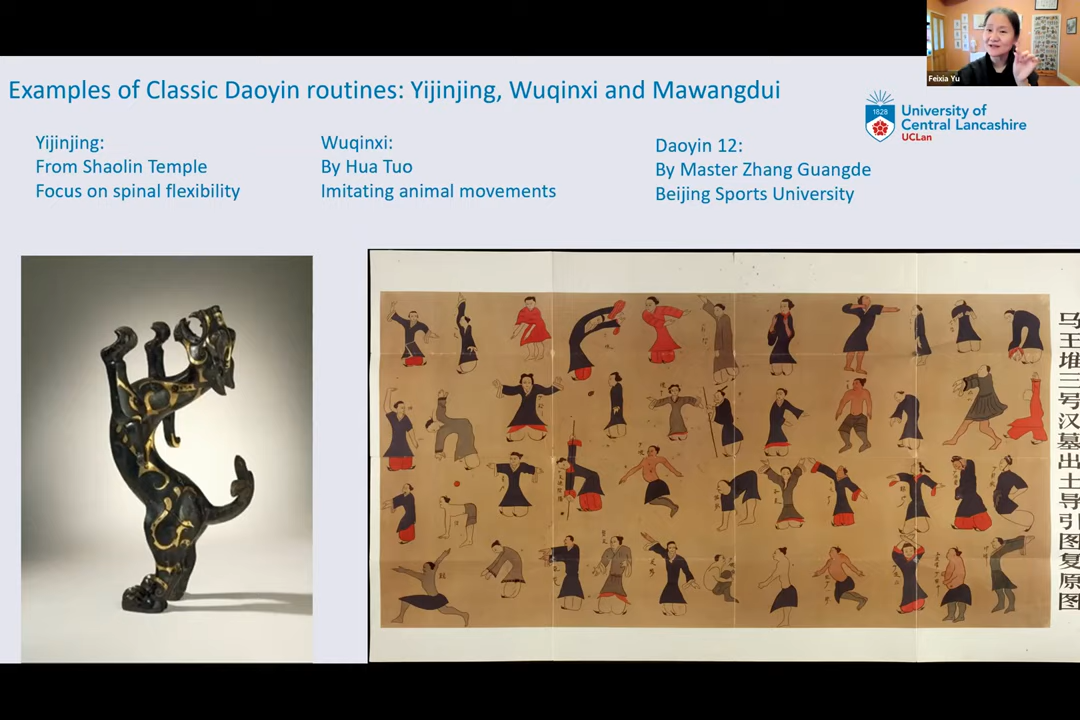 Feixia Yu
Examples of Classic Daoyin routines: Yijinjing, Wuqinxi and Mawangdui
1828
University of
Central Lancashire
UCLan
Yijinjing:
From Shaolin Temple
Focus on spinal flexibility
Wuqinxi:
By Hua Tuo
Imitating animal movements
Daoyin 12:
By Master Zhang Guangde
Beijing Sports University
马王堆三号汉墓出土导引图复原图